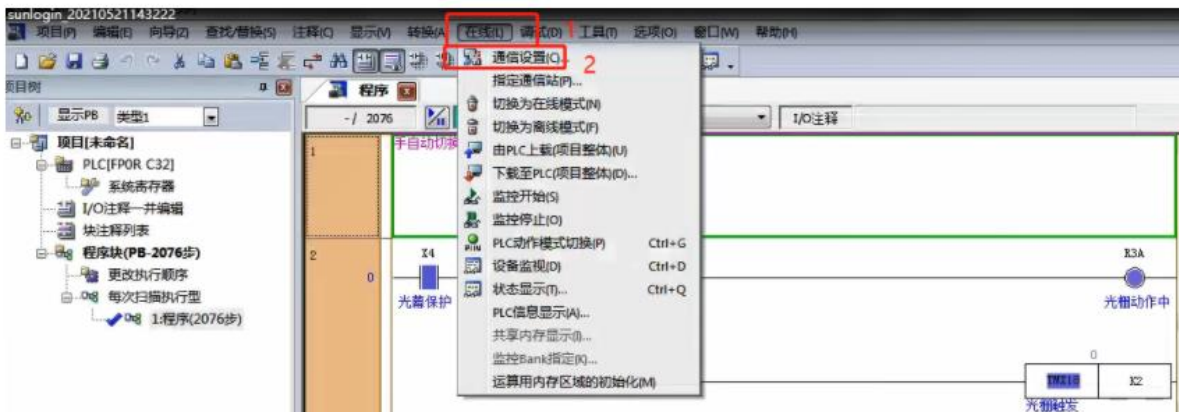 sunlogin_20210521143222
项目(P) 编辑(E) 向导(Z) 查找/替换(S) 注释(C) 显示(V) 转换(A) 在线(L) 调试(D) 工具(T) 选项(O) 窗口(W) 帮助(H)
1
2
项目树
显示PB 类型1
项目[未命名]
PLC[FP0R C32]
系统寄存器
I/O注释一并编辑
块注释列表
程序块(PB-2076步)
更改执行顺序
每次扫描执行型
1:程序(2076步)
程序
-/ 2076
I/O注释
通信设置(C)...
指定通信站(P)...
切换为在线模式(N)
切换为离线模式(F)
由PLC上载(项目整体)(U)
下载至PLC(项目整体)(D)...
监控开始(S)
监控停止(O)
PLC动作模式切换(P) Ctrl+G
设备监视(D) Ctrl+D
状态显示(T)... Ctrl+Q
PLC信息显示(A)...
共享内存显示(I)...
监控Bank指定(K)...
运算用内存区域的初始化(M)
1
手自动切换
2
0
X4
光幕保护
R3A
光栅动作中
0
TMX18 K2
光栅触发